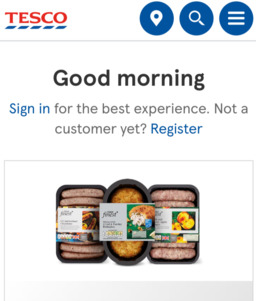 TESCO
Good morning
Sign in for the best experience. Not a
customer yet? Register
finest
finest
finest